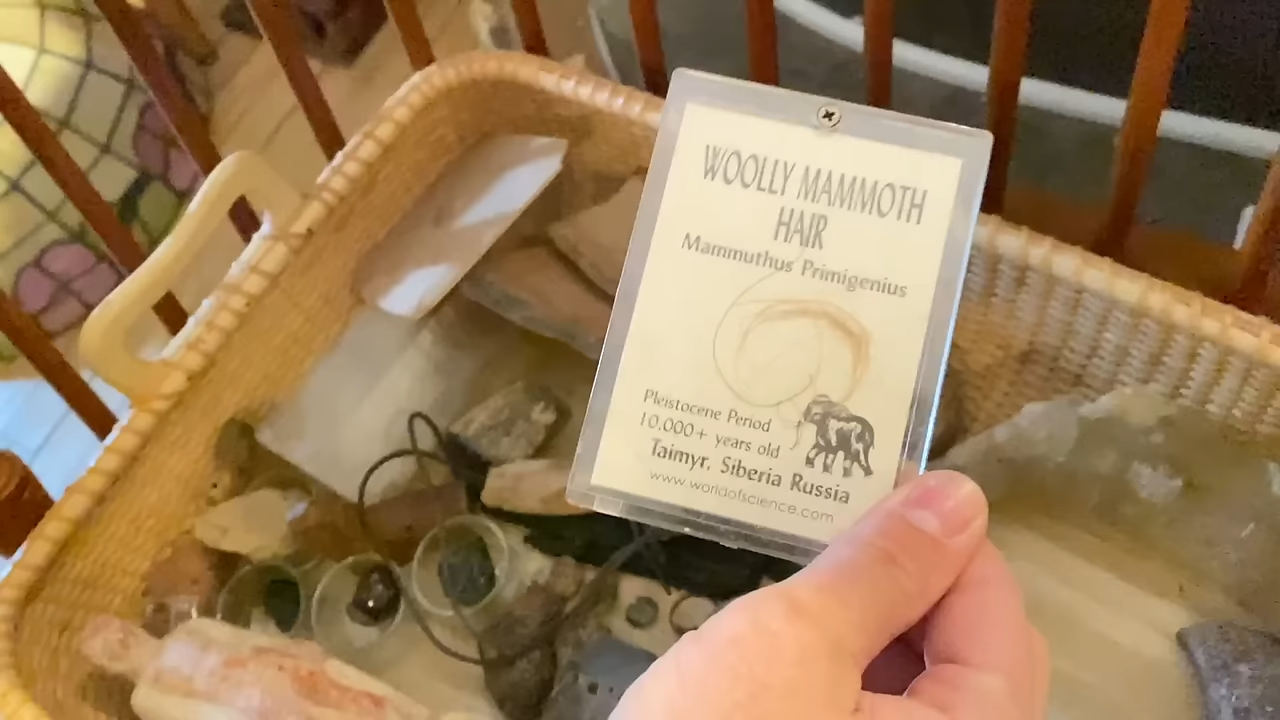 WOOLLY MAMMOTH
HAIR
Mammuthus Primigenius
Pleistocene Period
10,000+ years old
Taimyr, Siberia Russia
www.worldofscience.com